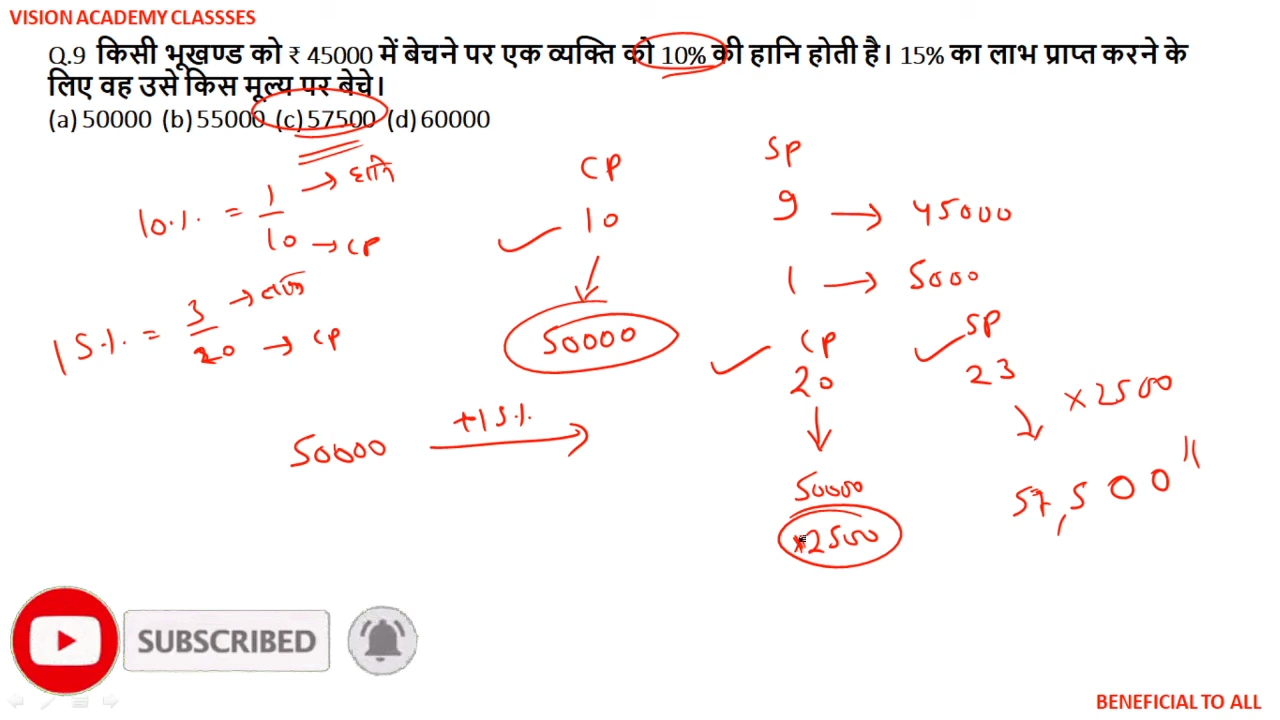 VISION ACADEMY CLASSSES
Q.9 किसी भूखण्ड को ₹ 45000 में बेचने पर एक व्यक्ति को 10% की हानि होती है। 15% का लाभ प्राप्त करने के
लिए वह उसे किस मूल्य पर बेचे।
(a) 50000 (b) 55000 (c) 57500 (d) 60000
10% = 1/10 → हानि → CP
CP SP
10 9 → 45000
1 → 5000
50000
15% = 3/20 → लाभ → CP
CP SP
20 23
×2500
50000 +15% →
50000
×2500
57,500
SUBSCRIBED
BENEFICIAL TO ALL